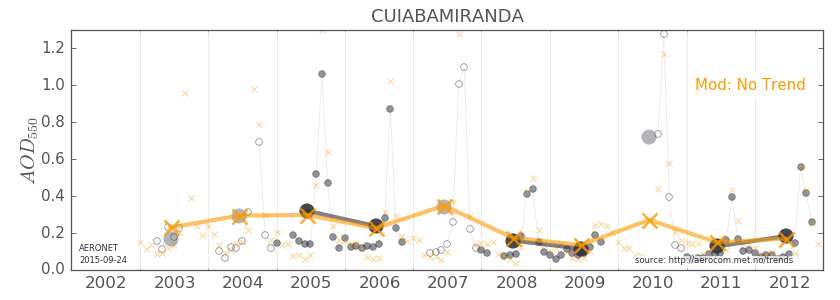 CUIABAMIRANDA
1.2
1.0
0.8
0.6
0.4
0.2
0.0
AOD550
Mod: No Trend
AERONET
2015-09-24
source: http://aerocom.met.no/trends
2002 2003 2004 2005 2006 2007 2008 2009 2010 2011 2012